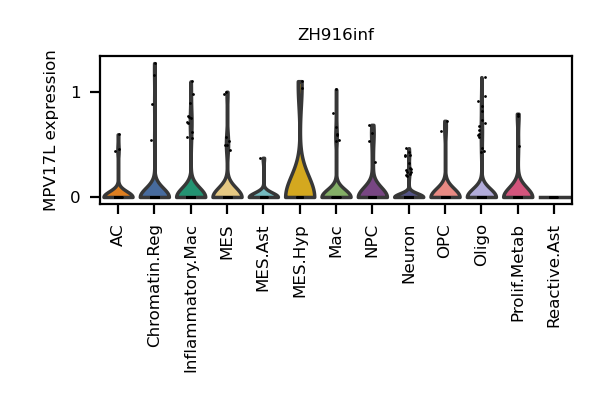 ZH916inf
MPV17L expression
1
0
AC
Chromatin.Reg
Inflammatory.Mac
MES
MES.Ast
MES.Hyp
Mac
NPC
Neuron
OPC
Oligo
Prolif.Metab
Reactive.Ast